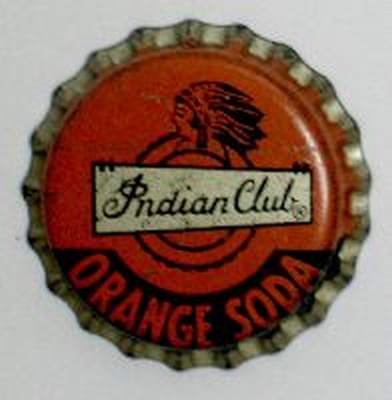 Indian Club®
ORANGE SODA